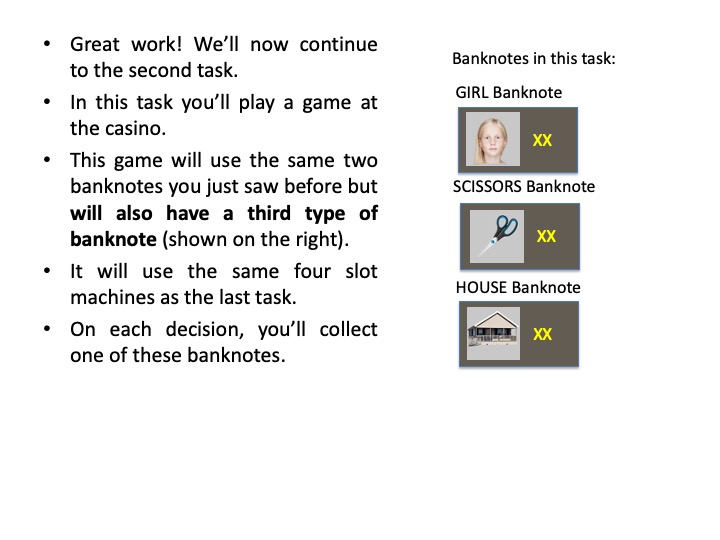 • Great work! We’ll now continue
to the second task.
• In this task you’ll play a game at
the casino.
• This game will use the same two
banknotes you just saw before but
will also have a third type of
banknote (shown on the right).
• It will use the same four slot
machines as the last task.
• On each decision, you’ll collect
one of these banknotes.
Banknotes in this task:
GIRL Banknote
XX
SCISSORS Banknote
XX
HOUSE Banknote
XX